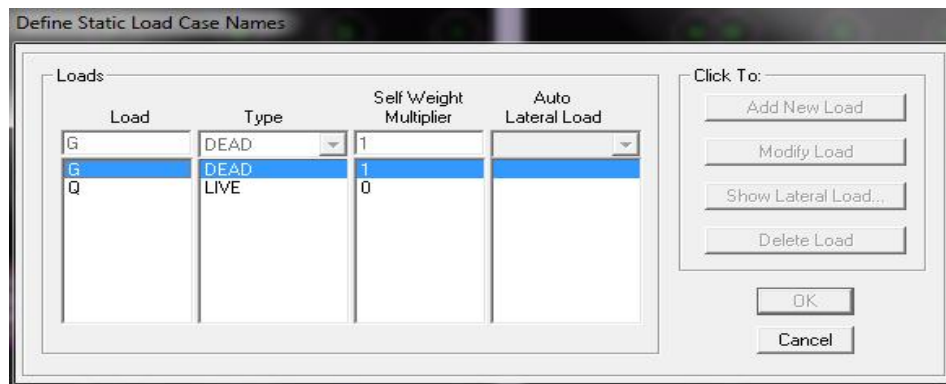 Define Static Load Case Names
Loads
Click To:
Load Type Self Weight Multiplier Auto Lateral Load
G DEAD 1
G DEAD 1
Q LIVE 0
Add New Load
Modify Load
Show Lateral Load...
Delete Load
OK
Cancel